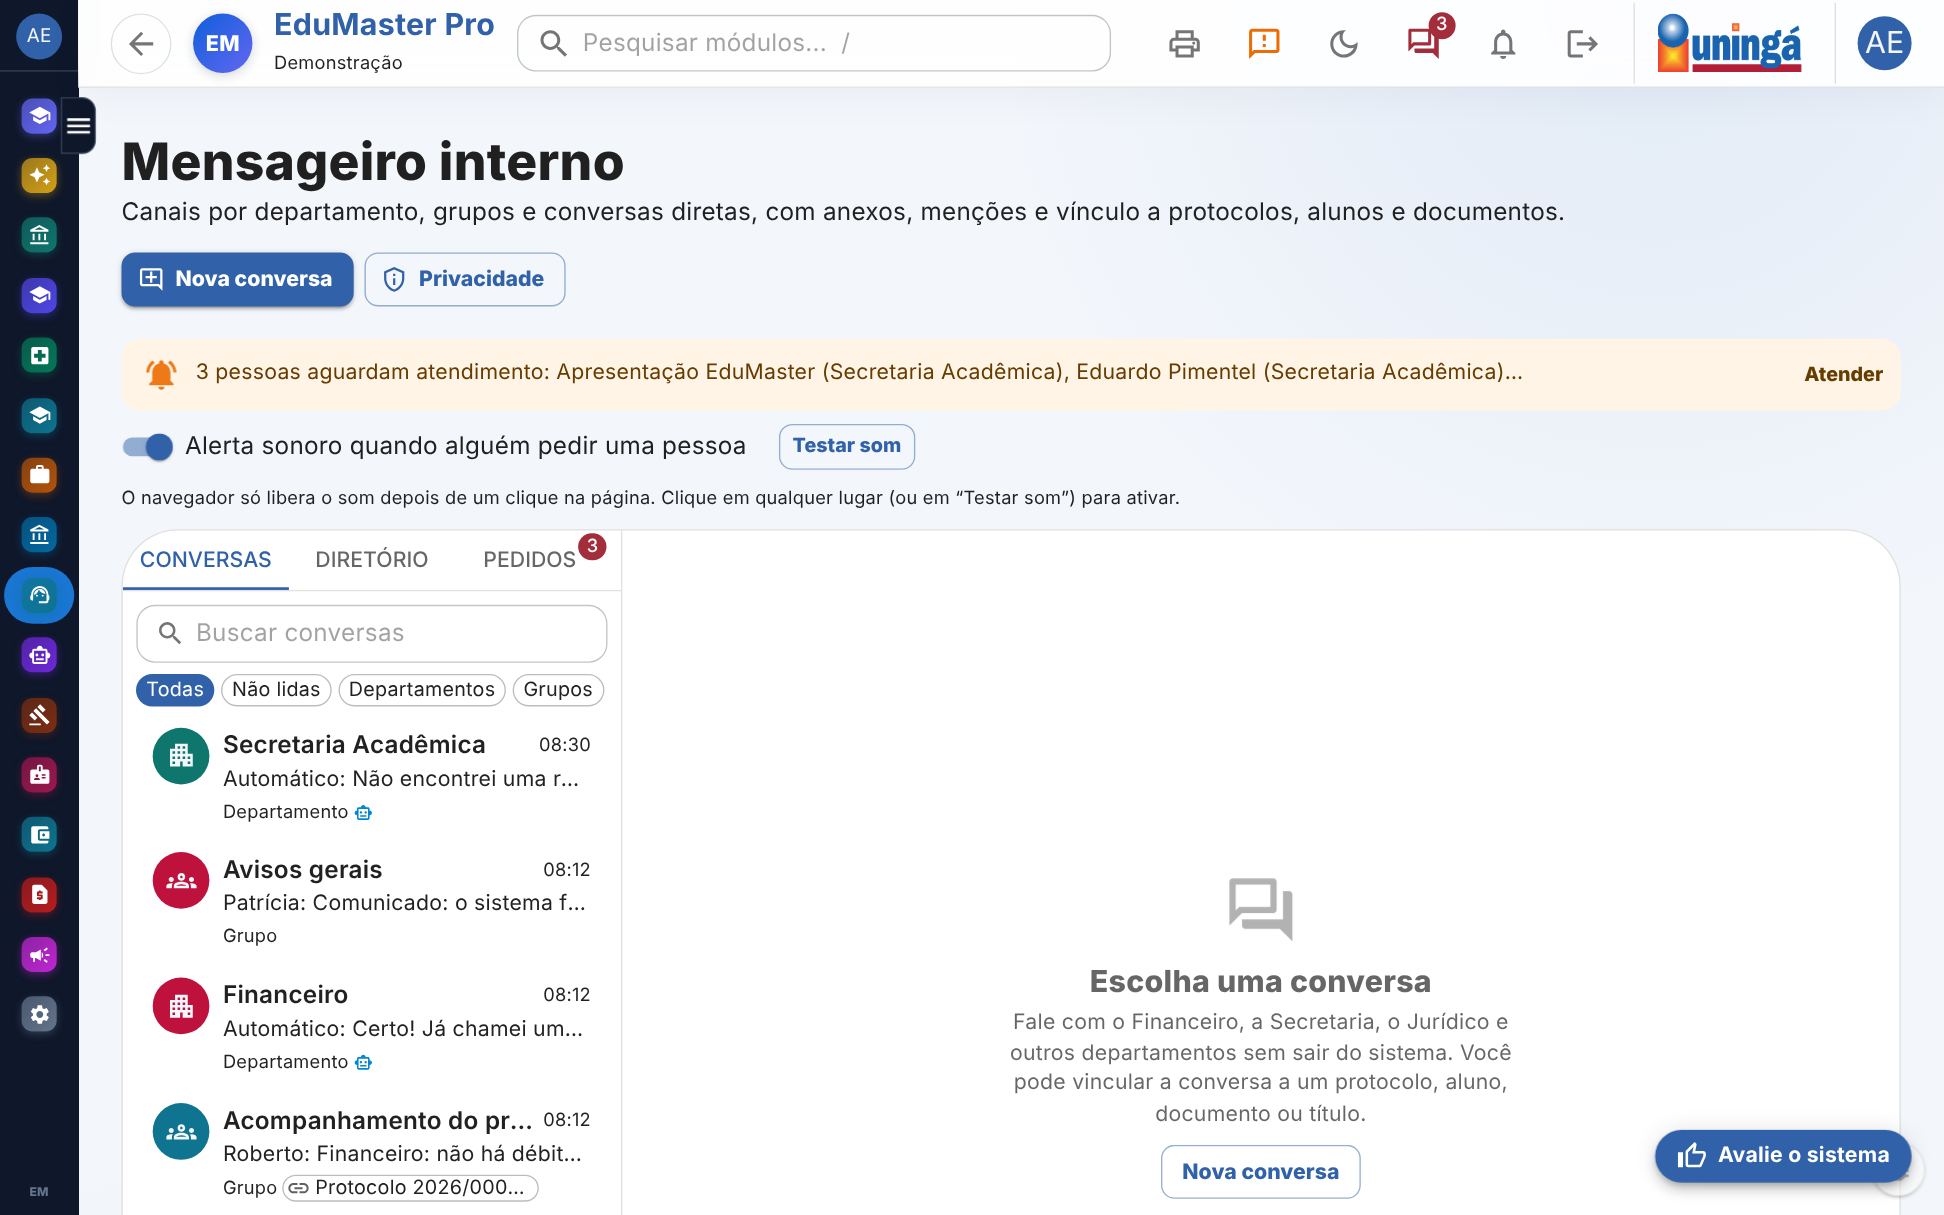 AE
EM
EduMaster Pro
Demonstração
Pesquisar módulos... /
3
uningá
AE
Mensageiro interno
Canais por departamento, grupos e conversas diretas, com anexos, menções e vínculo a protocolos, alunos e documentos.
Nova conversa
Privacidade
3 pessoas aguardam atendimento: Apresentação EduMaster (Secretaria Acadêmica), Eduardo Pimentel (Secretaria Acadêmica)...
Atender
Alerta sonoro quando alguém pedir uma pessoa
Testar som
O navegador só libera o som depois de um clique na página. Clique em qualquer lugar (ou em “Testar som”) para ativar.
CONVERSAS
DIRETÓRIO
PEDIDOS
3
Buscar conversas
Todas
Não lidas
Departamentos
Grupos
Secretaria Acadêmica
08:30
Automático: Não encontrei uma r...
Departamento
Avisos gerais
08:12
Patrícia: Comunicado: o sistema f...
Grupo
Financeiro
08:12
Automático: Certo! Já chamei um...
Departamento
Acompanhamento do pr...
08:12
Roberto: Financeiro: não há débit...
Grupo
Protocolo 2026/000...
Escolha uma conversa
Fale com o Financeiro, a Secretaria, o Jurídico e
outros departamentos sem sair do sistema. Você
pode vincular a conversa a um protocolo, aluno,
documento ou título.
Nova conversa
Avalie o sistema
EM